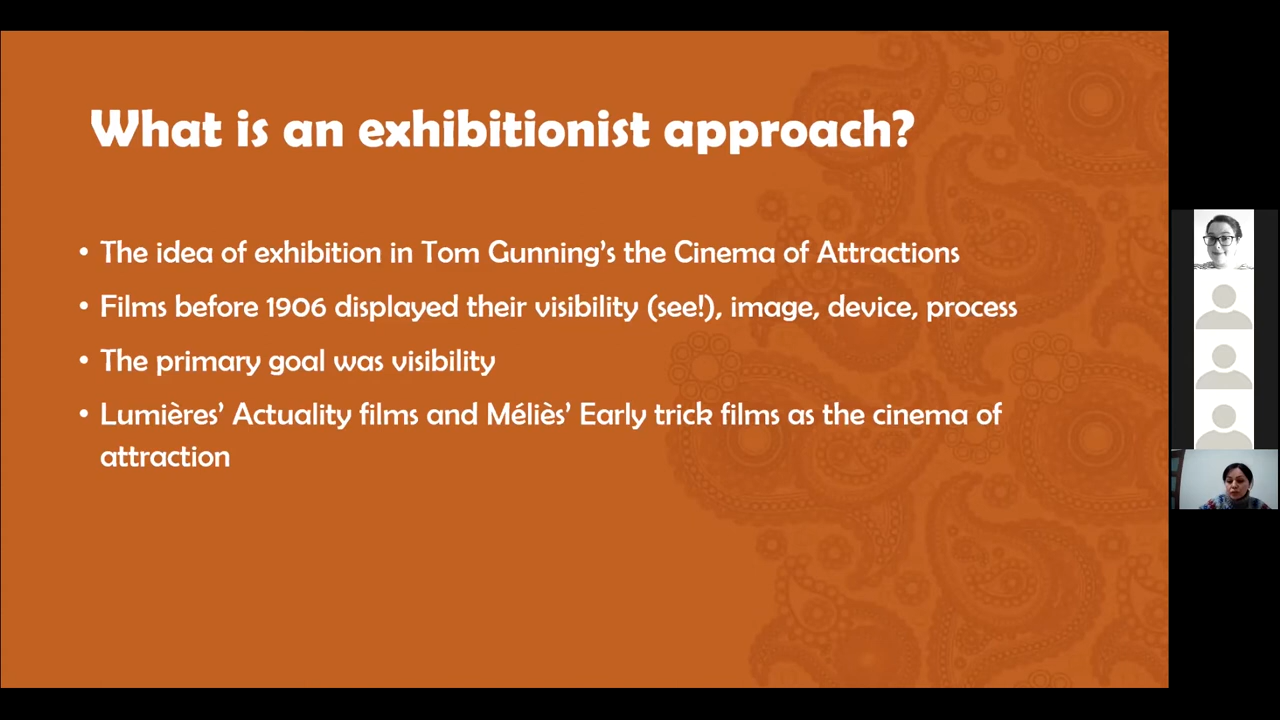 What is an exhibitionist approach?
• The idea of exhibition in Tom Gunning's the Cinema of Attractions
• Films before 1906 displayed their visibility (see!), image, device, process
• The primary goal was visibility
• Lumières' Actuality films and Méliès' Early trick films as the cinema of
attraction